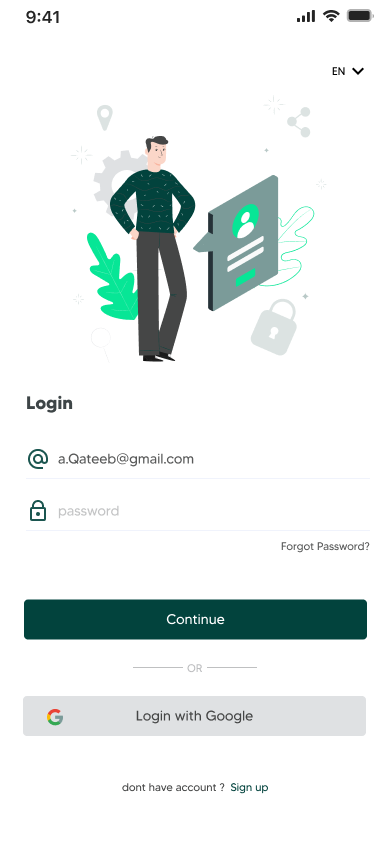 9:41
EN
Login
a.Qateeb@gmail.com
password
Forgot Password?
Continue
OR
Login with Google
dont have account ? Sign up